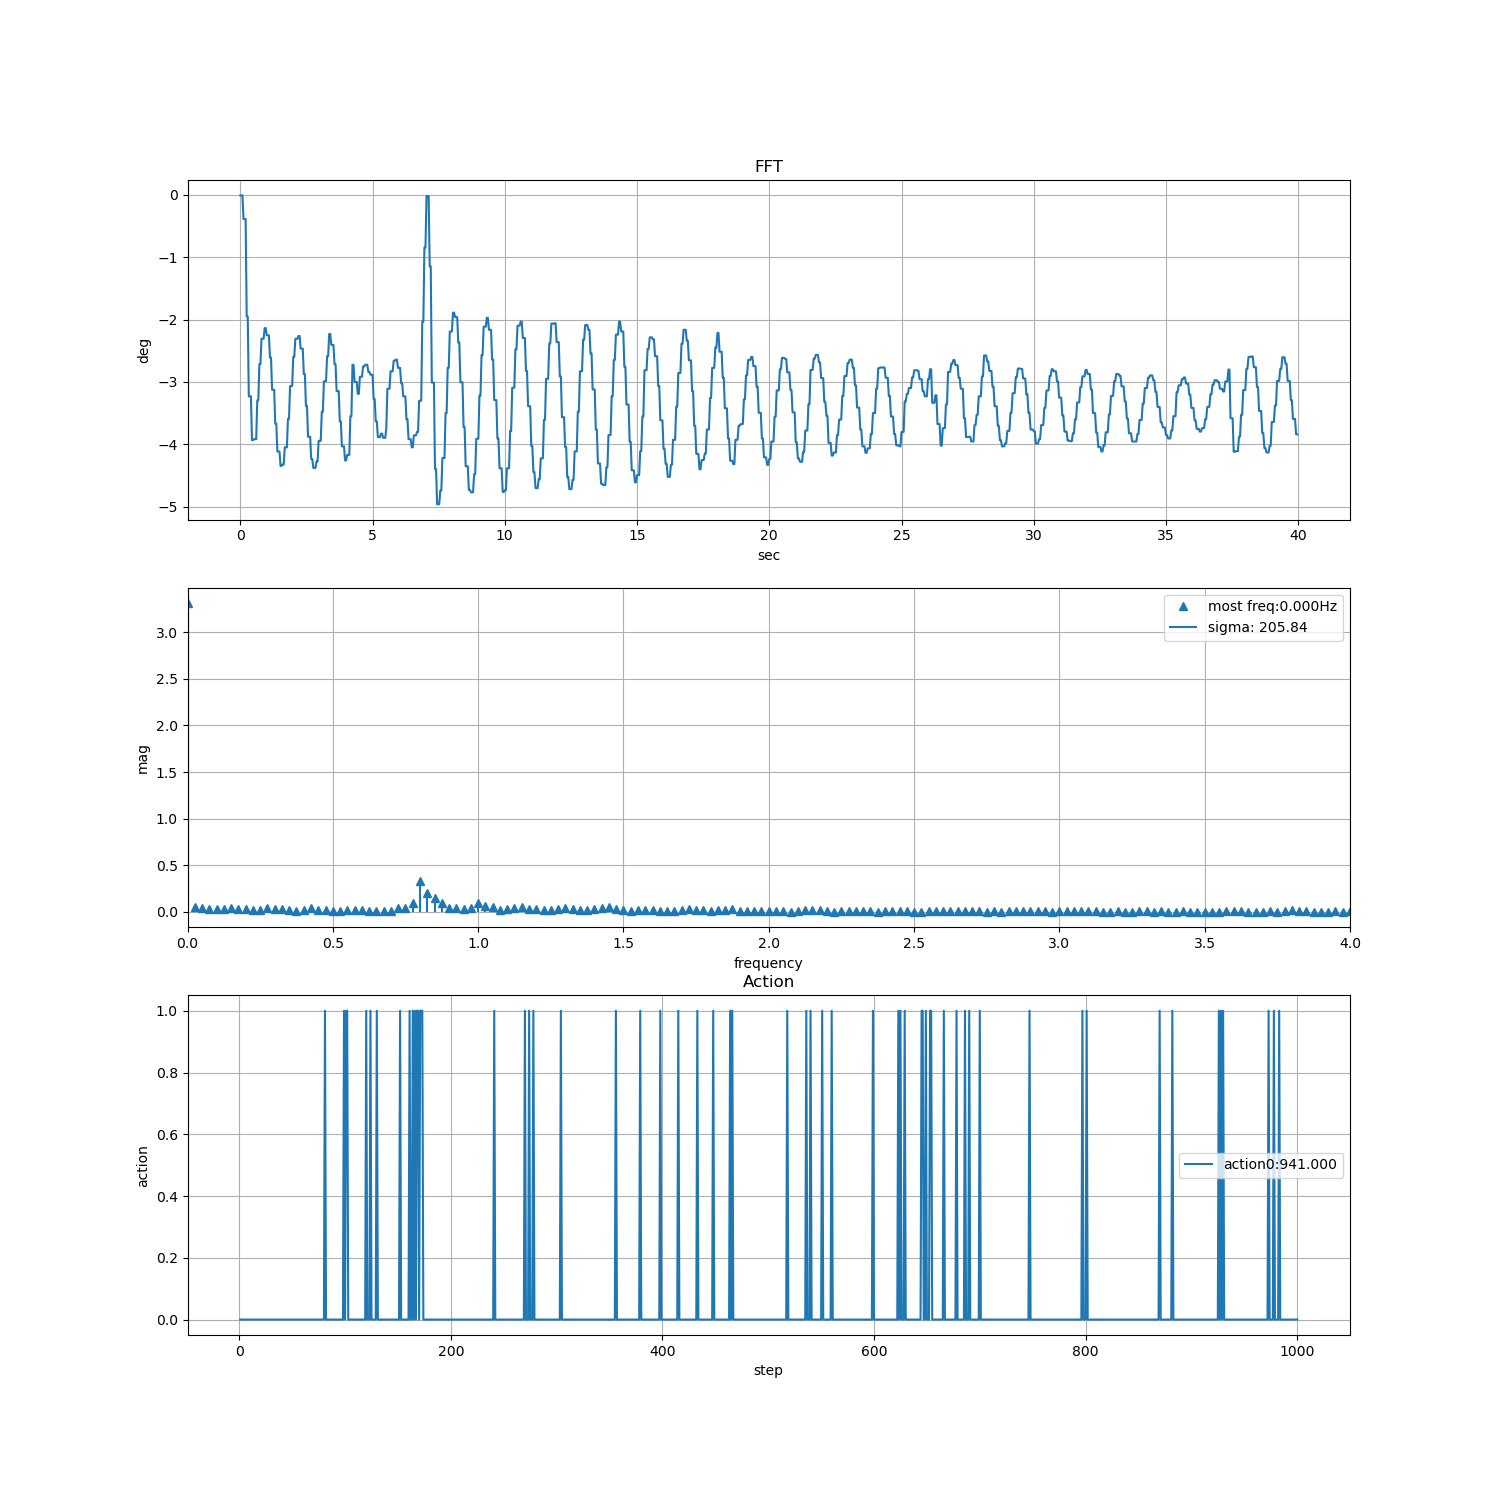 FFT
0
−1
−2
−3
−4
−5
deg
0 5 10 15 20 25 30 35 40
sec
most freq:0.000Hz
sigma: 205.84
3.0
2.5
2.0
1.5
1.0
0.5
0.0
mag
0.0 0.5 1.0 1.5 2.0 2.5 3.0 3.5 4.0
frequency
Action
1.0
0.8
0.6
0.4
0.2
0.0
action
action0:941.000
0 200 400 600 800 1000
step